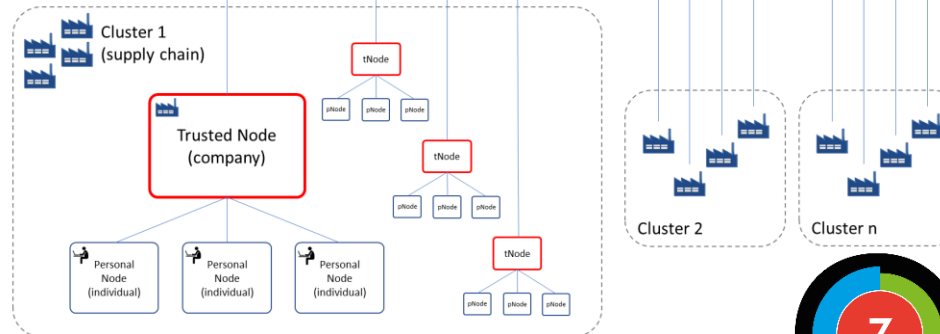 Cluster 1
(supply chain)
tNode
pNode pNode pNode
Trusted Node
(company)
tNode
pNode pNode pNode
Personal
Node
(individual)
Personal
Node
(individual)
Personal
Node
(individual)
tNode
pNode pNode pNode
Cluster 2
Cluster n
7